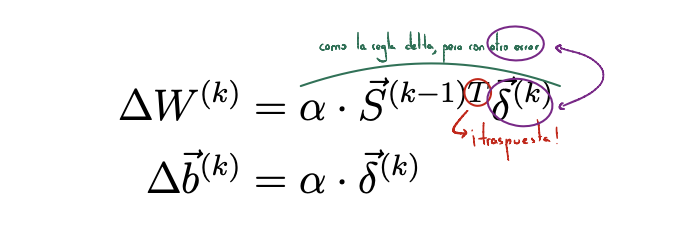 como la regla delta, pero con otro error
ΔW⃗^(k) = α · S⃗^(k−1)T δ⃗^(k)
¡traspuesta!
Δb⃗^(k) = α · δ⃗^(k)